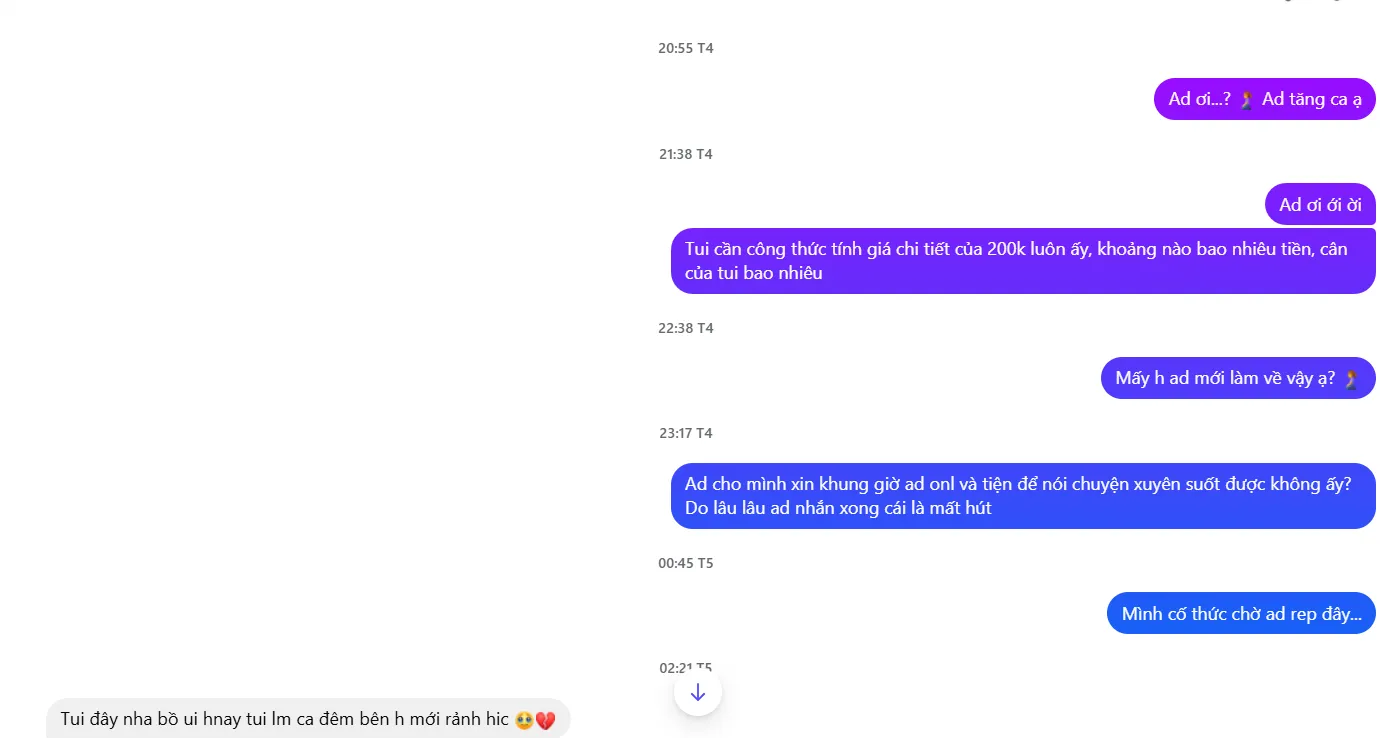 20:55 T4
Ad ơi...? 🧎 Ad tăng ca ạ
21:38 T4
Ad ơi ới ời
Tui cần công thức tính giá chi tiết của 200k luôn ấy, khoảng nào bao nhiêu tiền, cân
của tui bao nhiêu
22:38 T4
Mấy h ad mới làm về vậy ạ? 🧎
23:17 T4
Ad cho mình xin khung giờ ad onl và tiện để nói chuyện xuyên suốt được không ấy?
Do lâu lâu ad nhắn xong cái là mất hút
00:45 T5
Mình cố thức chờ ad rep đây...
02:21 T5
Tui đây nha bồ ui hnay tui lm ca đêm bên h mới rảnh hic 🥹💔